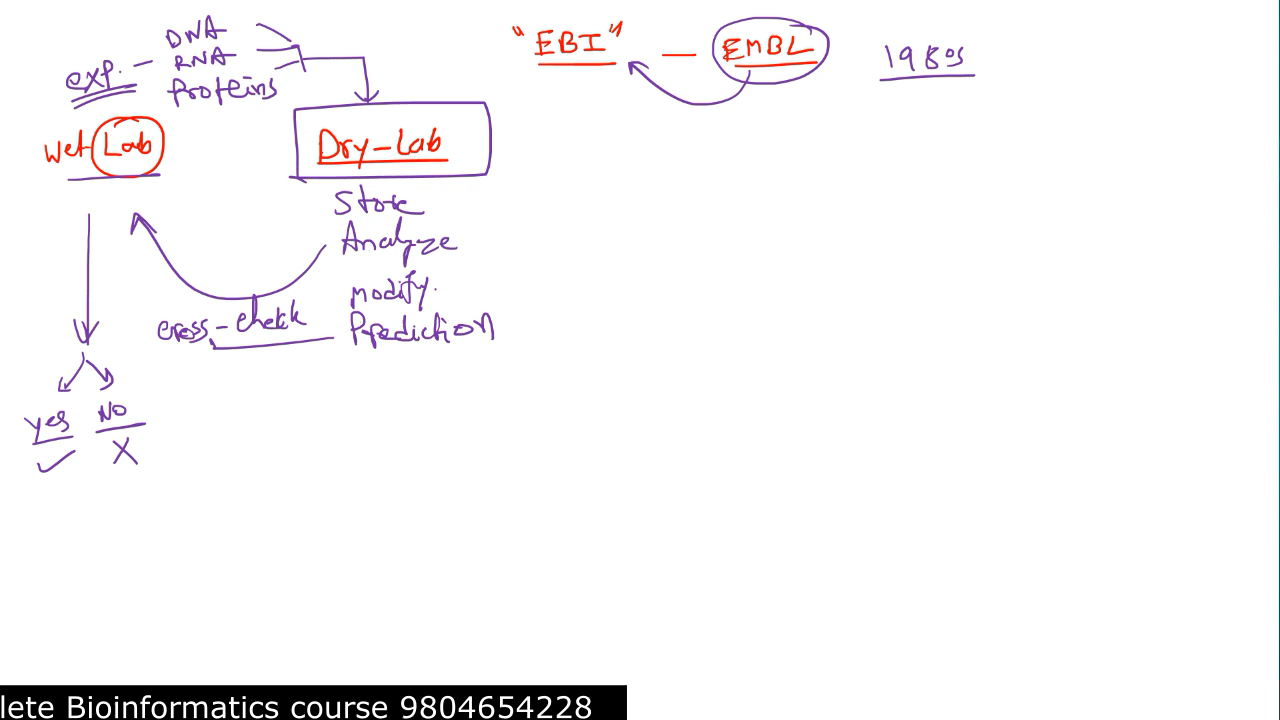 exp. - DNA
RNA
Proteins
Wet Lab
Dry-Lab
Store
Analyze
modify.
Prediction
cross-check
Yes No
✓ X
"EBI" — EMBL 1980s
lete Bioinformatics course 9804654228